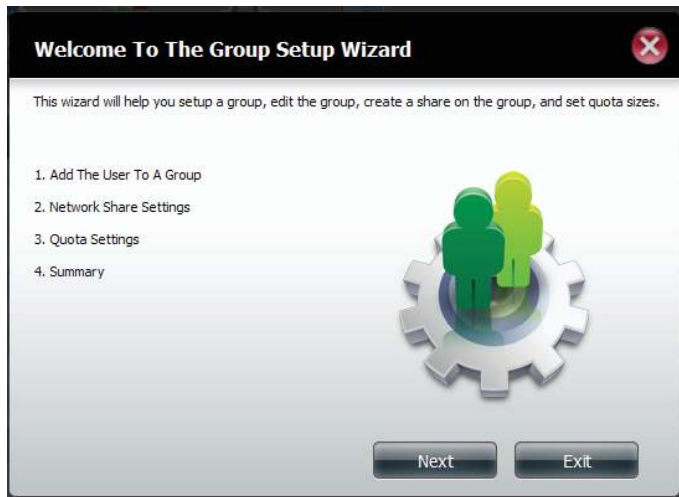 Welcome To The Group Setup Wizard
This wizard will help you setup a group, edit the group, create a share on the group, and set quota sizes.
1. Add The User To A Group
2. Network Share Settings
3. Quota Settings
4. Summary
Next
Exit